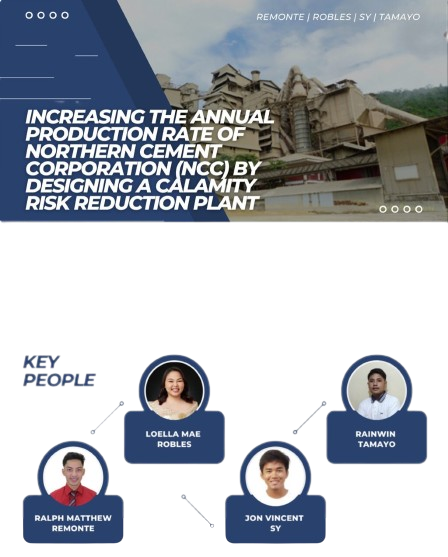 REMONTE | ROBLES | SY | TAMAYO
INCREASING THE ANNUAL
PRODUCTION RATE OF
NORTHERN CEMENT
CORPORATION (NCC) BY
DESIGNING A CALAMITY
RISK REDUCTION PLANT
KEY
PEOPLE
LOELLA MAE
ROBLES
RAINWIN
TAMAYO
RALPH MATTHEW
REMONTE
JON VINCENT
SY